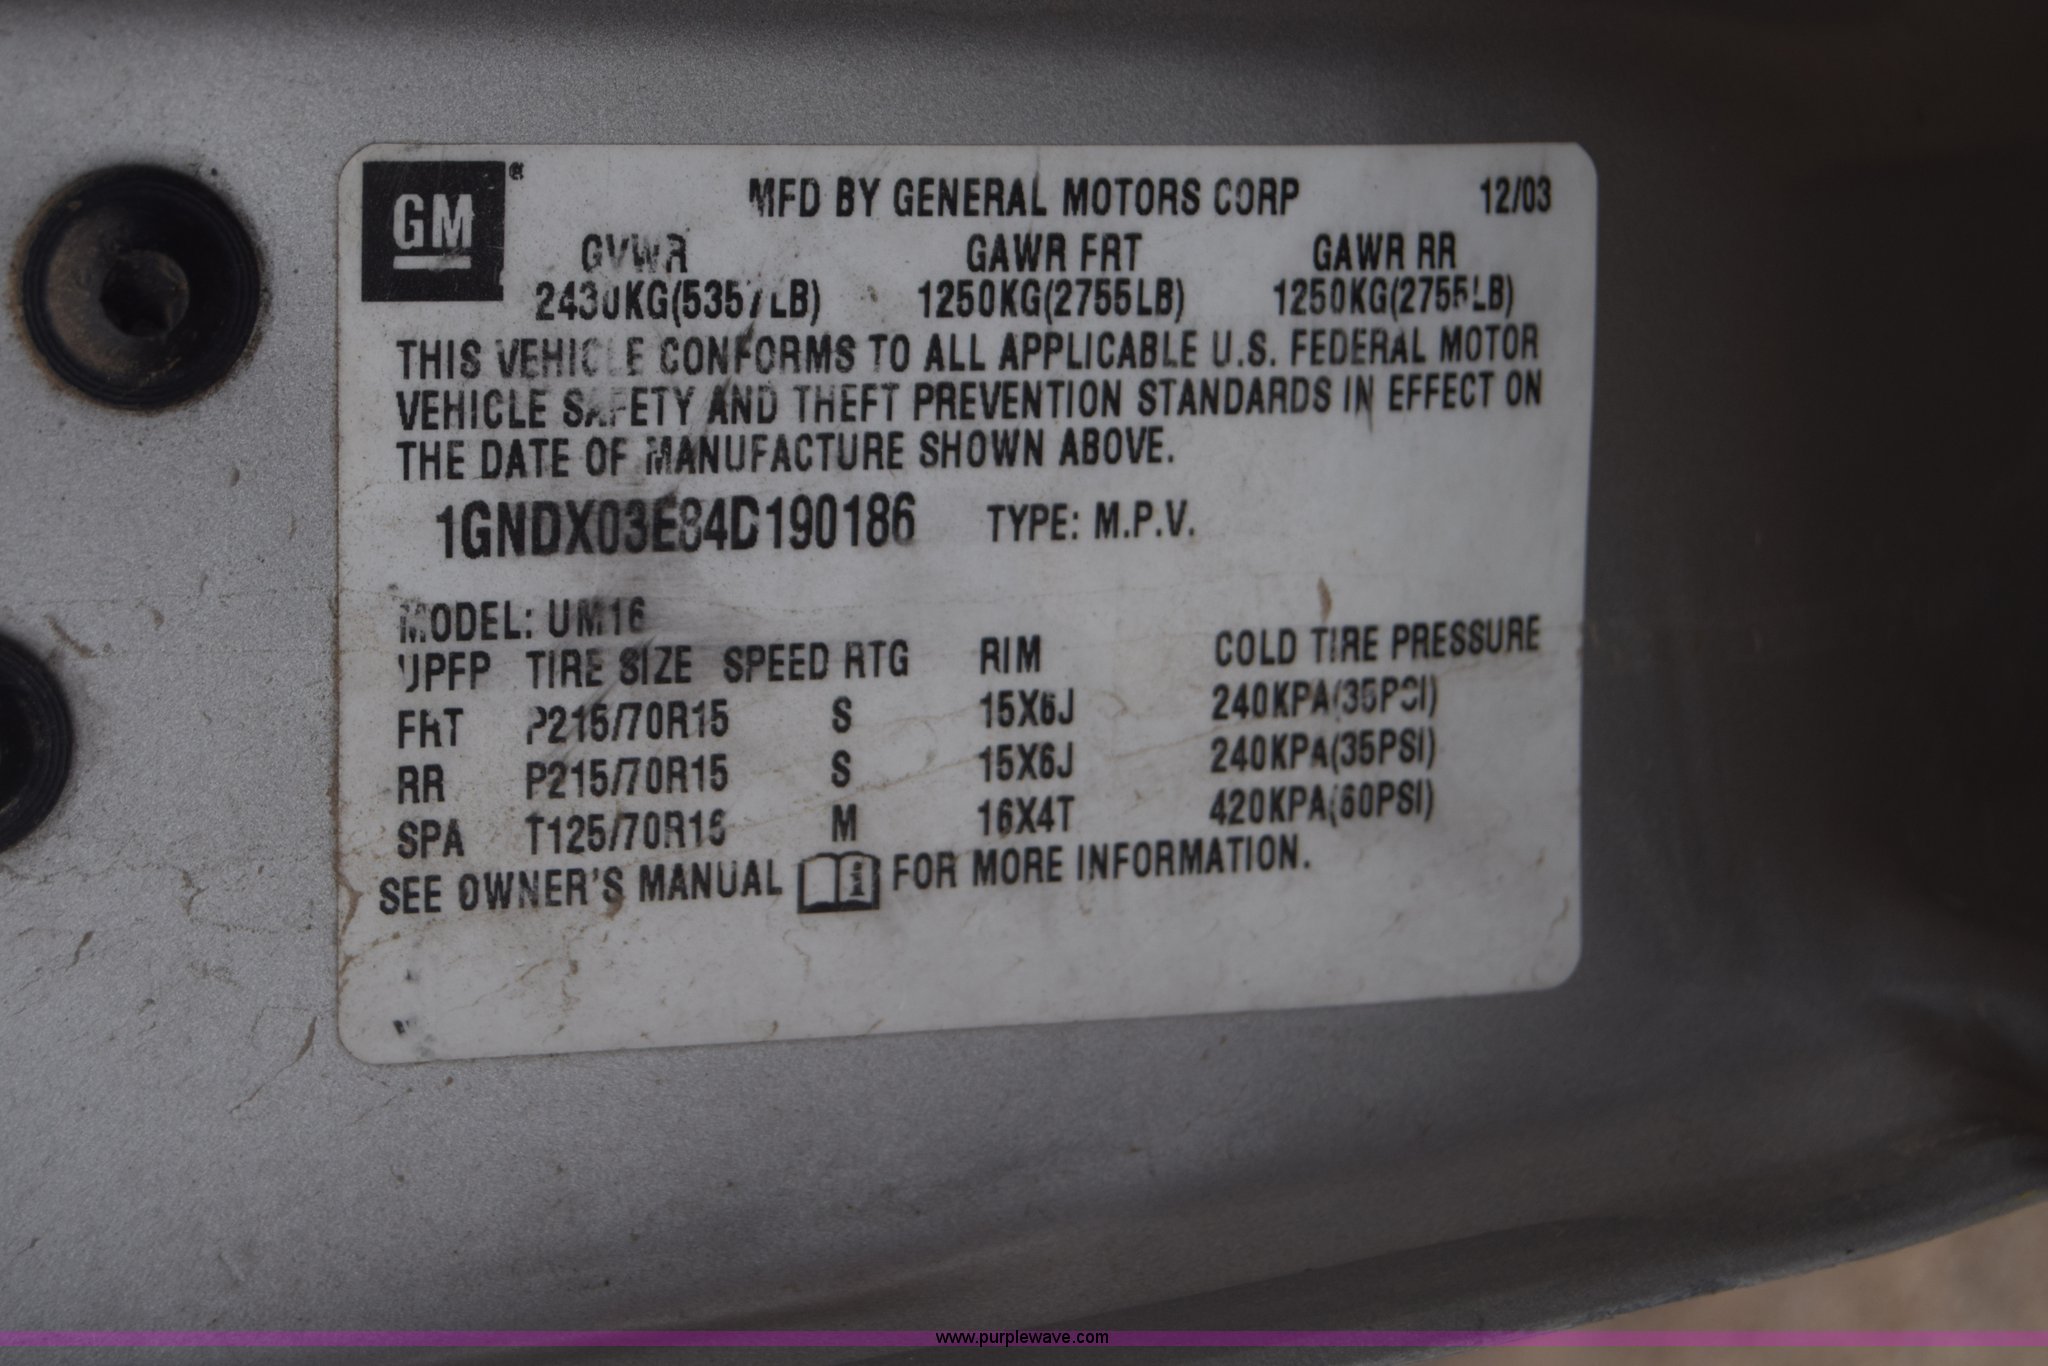 GM
MFD BY GENERAL MOTORS CORP 12/03
GVWR GAWR FRT GAWR RR
2430KG(5357LB) 1250KG(2755LB) 1250KG(2755LB)
THIS VEHICLE CONFORMS TO ALL APPLICABLE U.S. FEDERAL MOTOR
VEHICLE SAFETY AND THEFT PREVENTION STANDARDS IN EFFECT ON
THE DATE OF MANUFACTURE SHOWN ABOVE.
1GNDX03E84D190186 TYPE: M.P.V.
MODEL: UM16
UPFP TIRE SIZE SPEED RTG RIM COLD TIRE PRESSURE
FRT P215/70R15 S 15X6J 240KPA(35PSI)
RR P215/70R15 S 15X6J 240KPA(35PSI)
SPA T125/70R16 M 16X4T 420KPA(60PSI)
SEE OWNER'S MANUAL FOR MORE INFORMATION.
www.purplewave.com